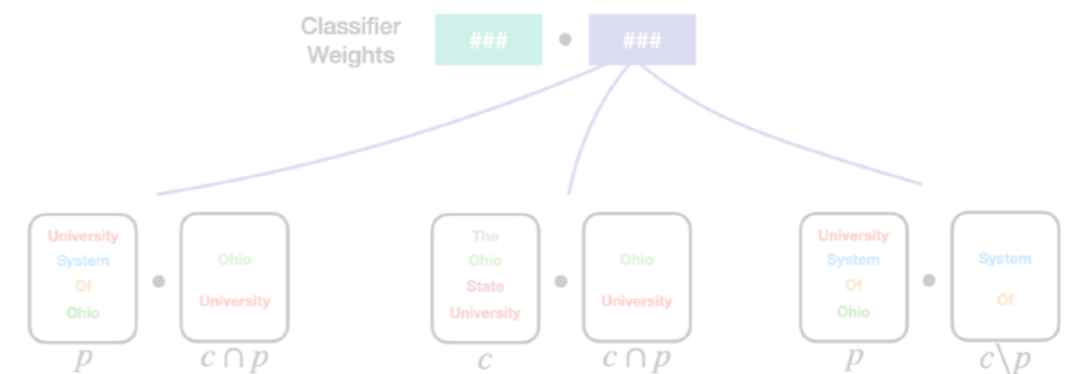 Classifier
Weights
###
###
University
System
Of
Ohio
p
Ohio
University
c ∩ p
The
Ohio
State
University
c
Ohio
University
c ∩ p
University
System
Of
Ohio
p
System
Of
c\p